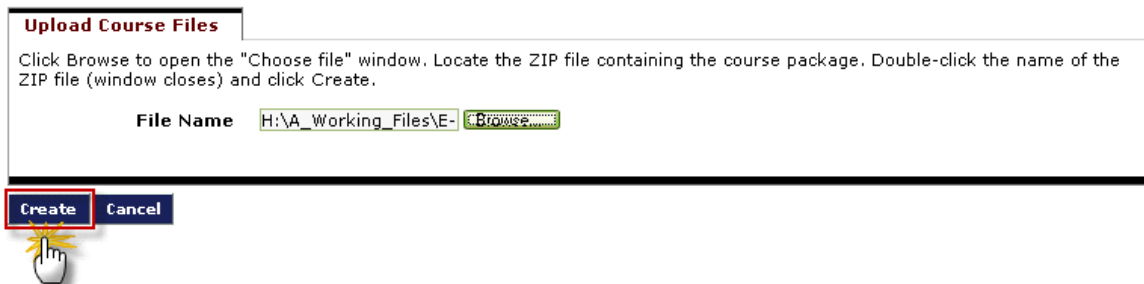 Upload Course Files
Click Browse to open the "Choose file" window. Locate the ZIP file containing the course package. Double-click the name of the
ZIP file (window closes) and click Create.
File Name H:\A_Working_Files\E- Browse...
Create Cancel